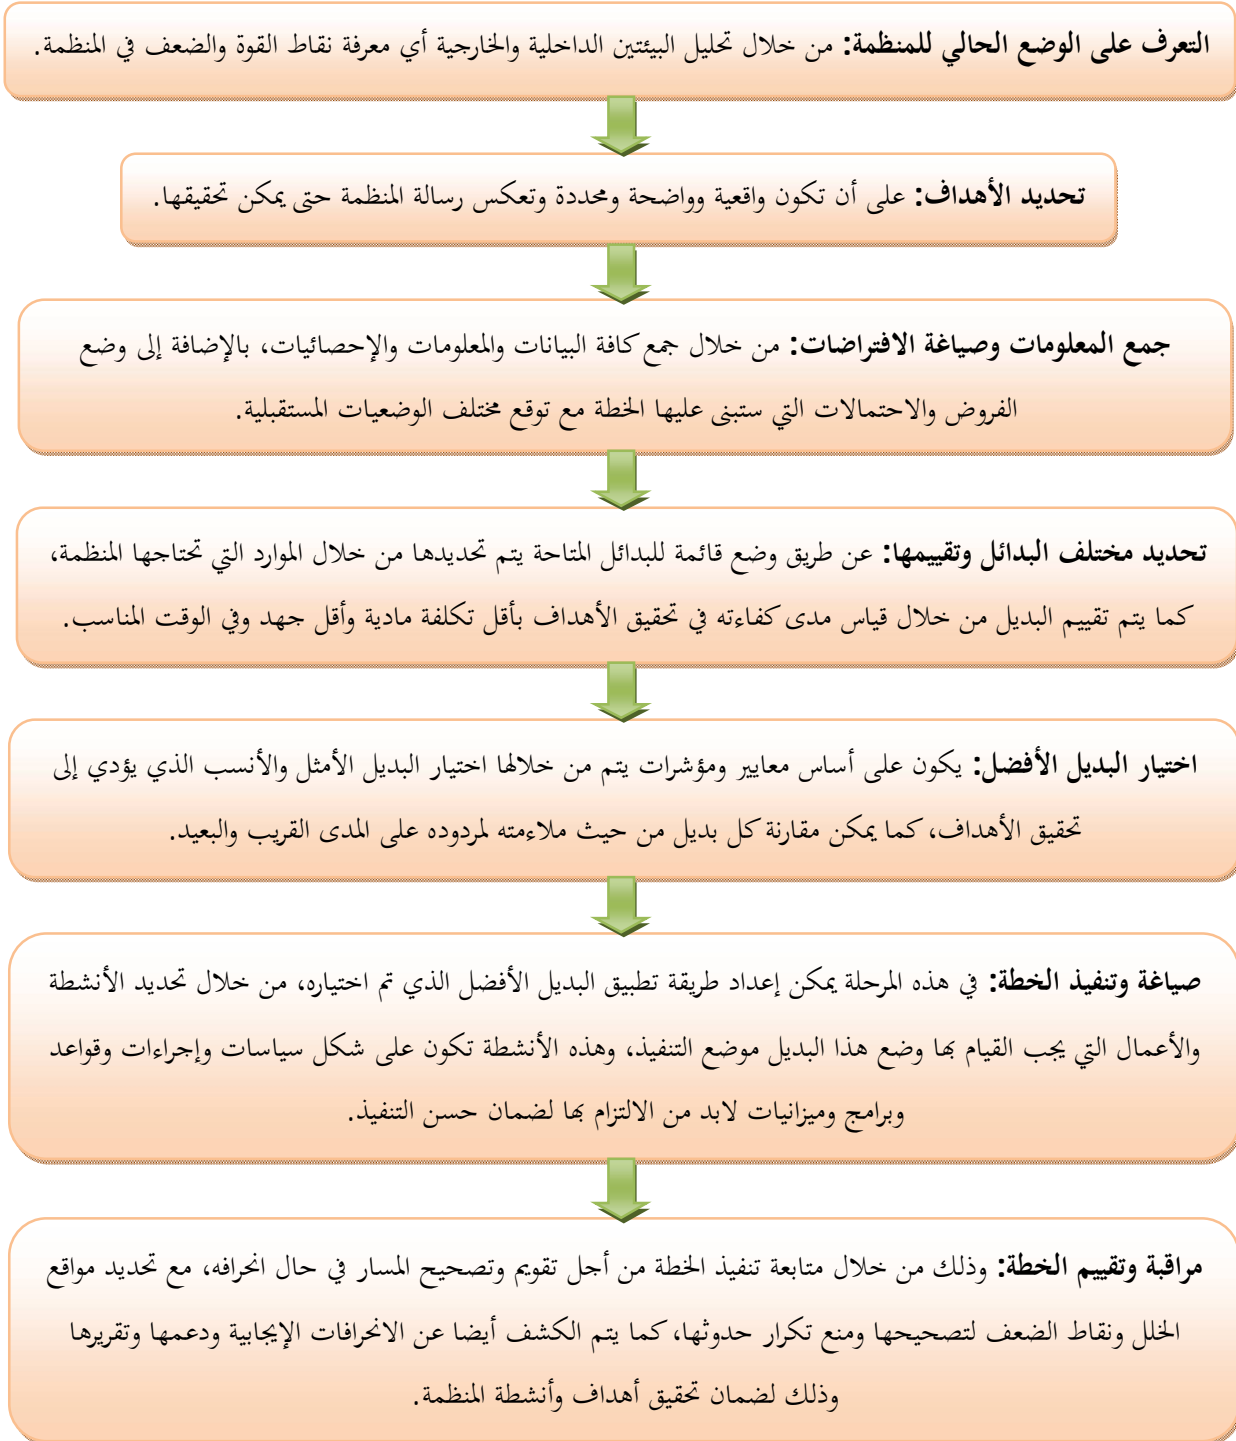 التعرف على الوضع الحالي للمنظمة: من خلال تحليل البيئتين الداخلية والخارجية أي معرفة نقاط القوة والضعف في المنظمة.
تحديد الأهداف: على أن تكون واقعية وواضحة ومحددة وتعكس رسالة المنظمة حتى يمكن تحقيقها.
جمع المعلومات وصياغة الافتراضات: من خلال جمع كافة البيانات والمعلومات والإحصائيات، بالإضافة إلى وضع
الفروض والاحتمالات التي ستبنى عليها الخطة مع توقع مختلف الوضعيات المستقبلية.
تحديد مختلف البدائل وتقييمها: عن طريق وضع قائمة للبدائل المتاحة يتم تحديدها من خلال الموارد التي تحتاجها المنظمة،
كما يتم تقييم البديل من خلال قياس مدى كفاءته في تحقيق الأهداف بأقل تكلفة مادية وأقل جهد وفي الوقت المناسب.
اختيار البديل الأفضل: يكون على أساس معايير ومؤشرات يتم من خلالها اختيار البديل الأمثل والأنسب الذي يؤدي إلى
تحقيق الأهداف، كما يمكن مقارنة كل بديل من حيث ملاءمته لمردوده على المدى القريب والبعيد.
صياغة وتنفيذ الخطة: في هذه المرحلة يمكن إعداد طريقة تطبيق البديل الأفضل الذي تم اختياره، من خلال تحديد الأنشطة
والأعمال التي يجب القيام بها وضع هذا البديل موضع التنفيذ، وهذه الأنشطة تكون على شكل سياسات وإجراءات وقواعد
وبرامج وميزانيات لابد من الالتزام بها لضمان حسن التنفيذ.
مراقبة وتقييم الخطة: وذلك من خلال متابعة تنفيذ الخطة من أجل تقويم وتصحيح المسار في حال انحرافه، مع تحديد مواقع
الخلل ونقاط الضعف لتصحيحها ومنع تكرار حدوثها، كما يتم الكشف أيضا عن الانحرافات الإيجابية ودعمها وتقريرها
وذلك لضمان تحقيق أهداف وأنشطة المنظمة.